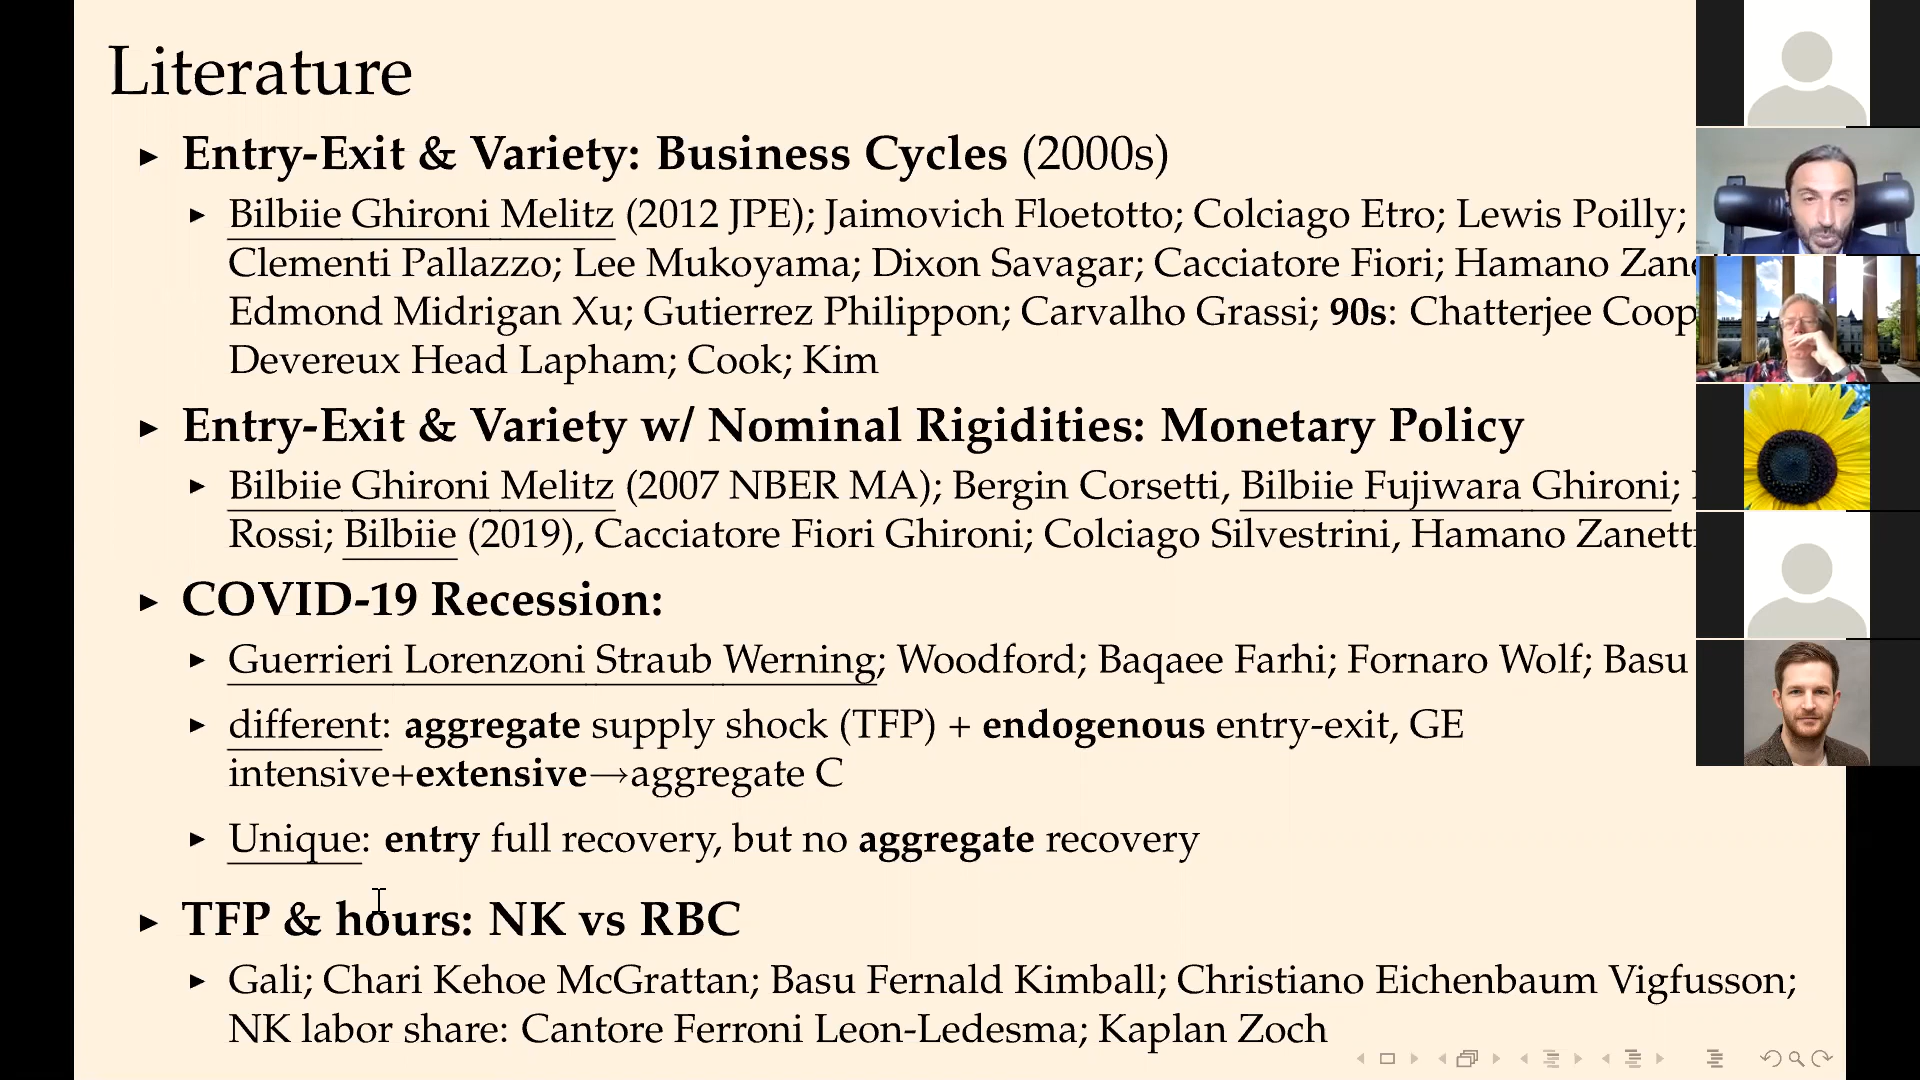 Literature
Entry-Exit & Variety: Business Cycles (2000s)
Bilbiie Ghironi Melitz (2012 JPE); Jaimovich Floetotto; Colciago Etro; Lewis Poilly;
Clementi Pallazzo; Lee Mukoyama; Dixon Savagar; Cacciatore Fiori; Hamano
Edmond Midrigan Xu; Gutierrez Philippon; Carvalho Grassi; 90s: Chatterjee
Devereux Head Lapham; Cook; Kim
Entry-Exit & Variety w/ Nominal Rigidities: Monetary Policy
Bilbiie Ghironi Melitz (2007 NBER MA); Bergin Corsetti, Bilbiie Fujiwara Ghironi;
Rossi; Bilbiie (2019), Cacciatore Fiori Ghironi; Colciago Silvestrini, Hamano Zanetti
COVID-19 Recession:
Guerrieri Lorenzoni Straub Werning; Woodford; Baqaee Farhi; Fornaro Wolf; Basu
different: aggregate supply shock (TFP) + endogenous entry-exit, GE
intensive+extensive→aggregate C
Unique: entry full recovery, but no aggregate recovery
TFP & hours: NK vs RBC
Gali; Chari Kehoe McGrattan; Basu Fernald Kimball; Christiano Eichenbaum Vigfusson;
NK labor share: Cantore Ferroni Leon-Ledesma; Kaplan Zoch